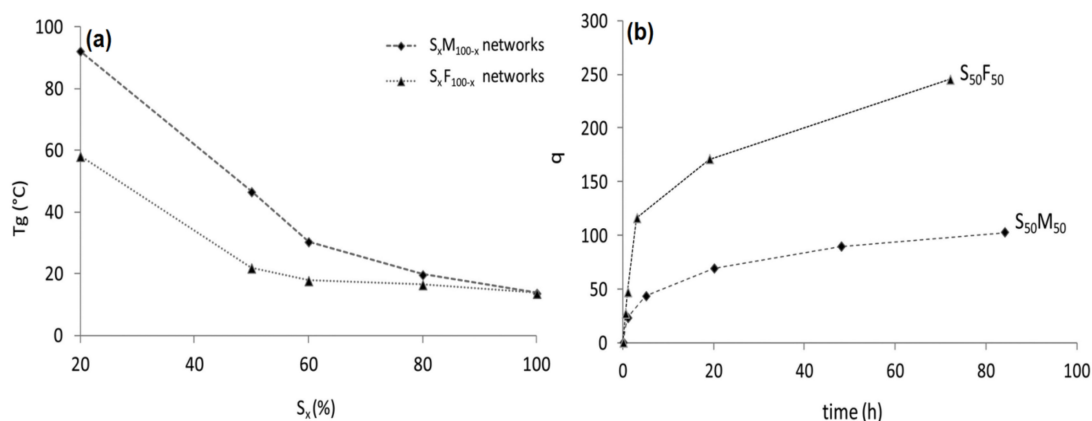 (a)
SₓM₁₀₀₋ₓ networks
SₓF₁₀₀₋ₓ networks
100
80
60
40
20
0
Tg (°C)
20 40 60 80 100
Sₓ(%)
(b)
300
250
200
150
100
50
0
q
S₅₀F₅₀
S₅₀M₅₀
0 20 40 60 80 100
time (h)